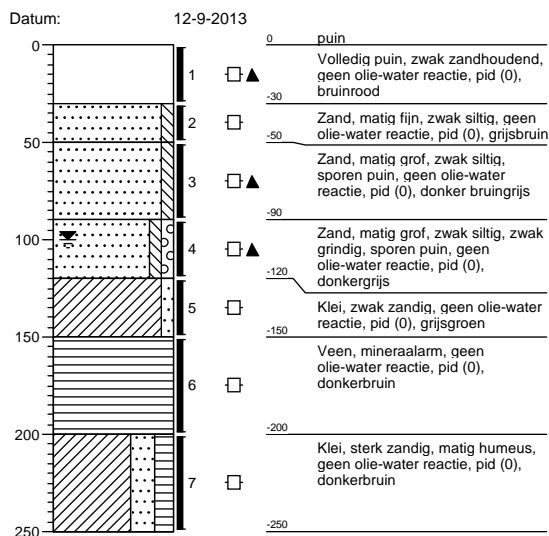 Datum: 12-9-2013
0
50
100
150
200
250
1
2
3
4
5
6
7
0 puin
Volledig puin, zwak zandhoudend,
geen olie-water reactie, pid (0),
bruinrood
-30
Zand, matig fijn, zwak siltig, geen
olie-water reactie, pid (0), grijsbruin
-50
Zand, matig grof, zwak siltig,
sporen puin, geen olie-water
reactie, pid (0), donker bruingrijs
-90
Zand, matig grof, zwak siltig, zwak
grindig, sporen puin, geen
olie-water reactie, pid (0),
donkergrijs
-120
Klei, zwak zandig, geen olie-water
reactie, pid (0), grijsgroen
-150
Veen, mineraalarm, geen
olie-water reactie, pid (0),
donkerbruin
-200
Klei, sterk zandig, matig humeus,
geen olie-water reactie, pid (0),
donkerbruin
-250